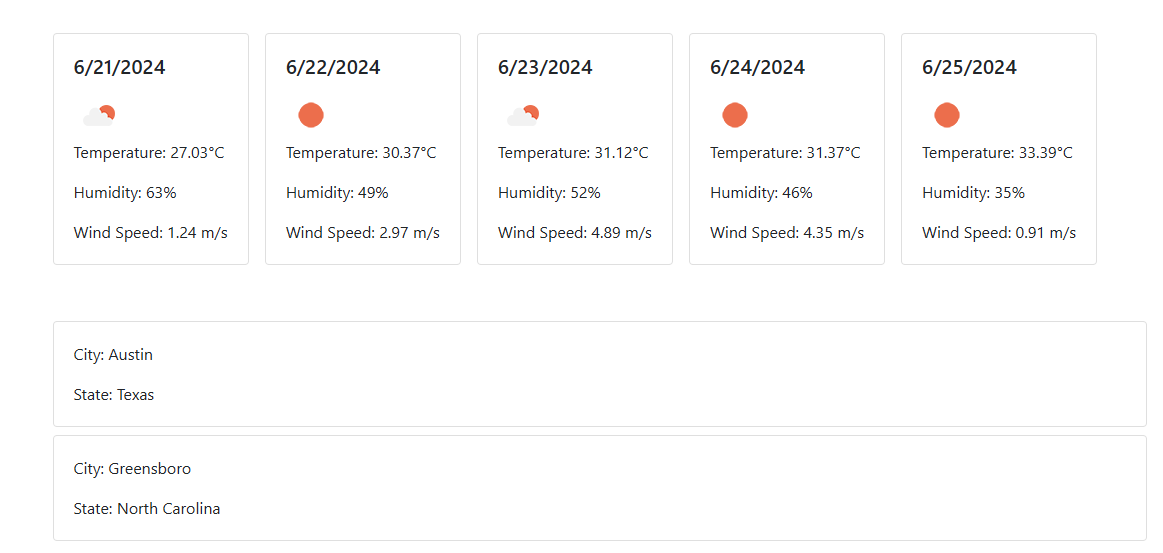 6/21/2024
Temperature: 27.03°C
Humidity: 63%
Wind Speed: 1.24 m/s
6/22/2024
Temperature: 30.37°C
Humidity: 49%
Wind Speed: 2.97 m/s
6/23/2024
Temperature: 31.12°C
Humidity: 52%
Wind Speed: 4.89 m/s
6/24/2024
Temperature: 31.37°C
Humidity: 46%
Wind Speed: 4.35 m/s
6/25/2024
Temperature: 33.39°C
Humidity: 35%
Wind Speed: 0.91 m/s
City: Austin
State: Texas
City: Greensboro
State: North Carolina